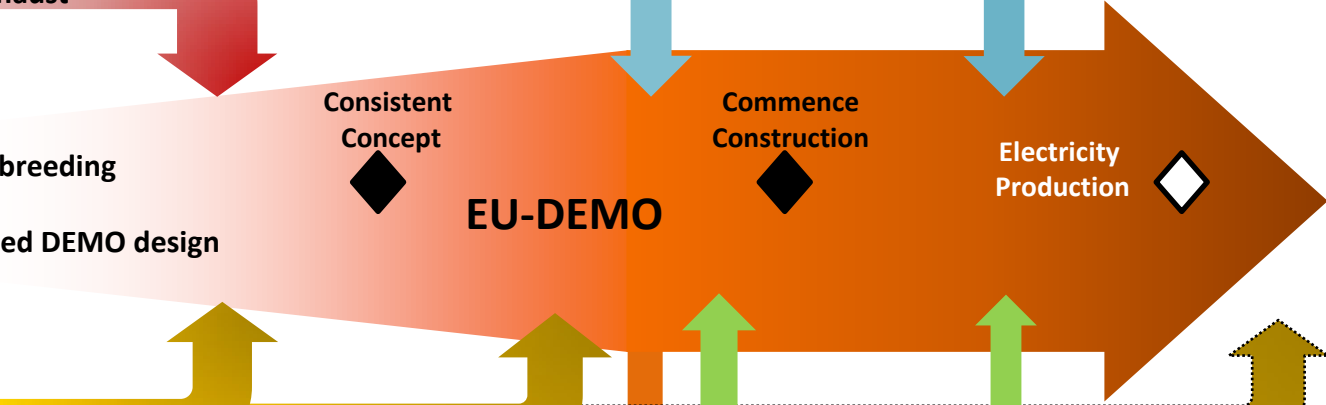 Consistent
Concept
Commence
Construction
Electricity
Production
breeding
EU-DEMO
ed DEMO design